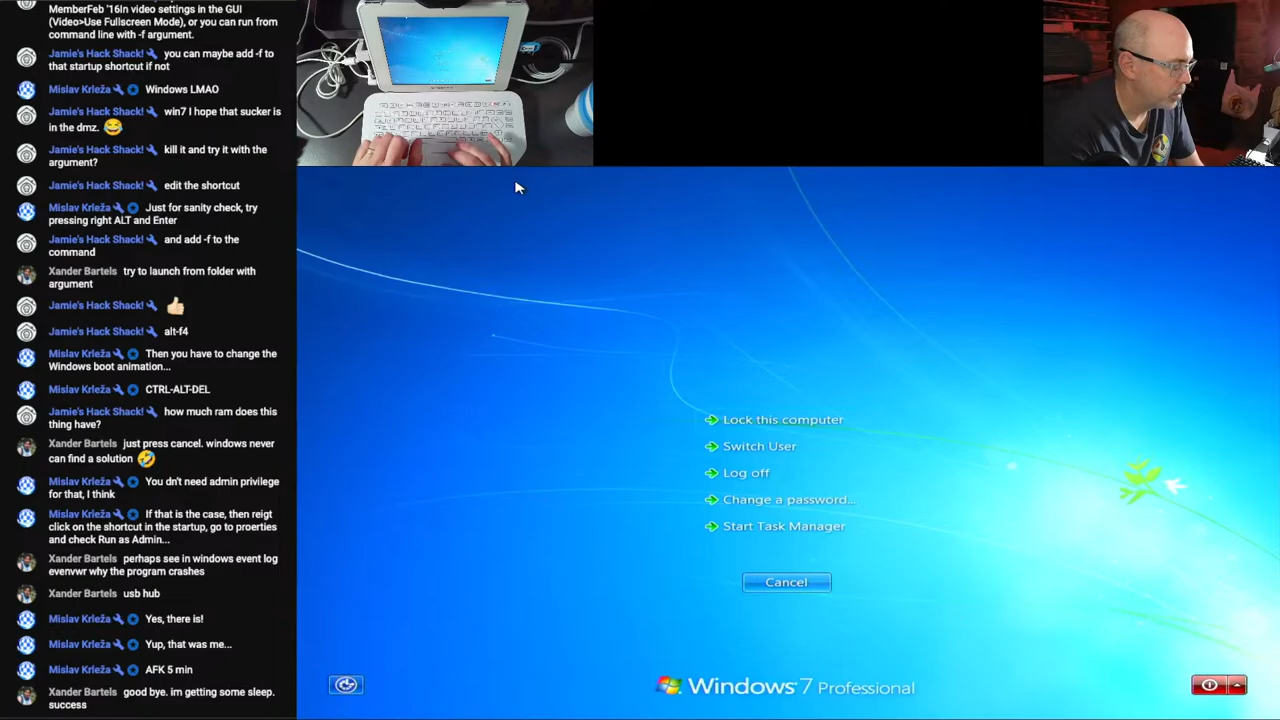 MemberFeb '16In video settings in the GUI
(Video>Use Fullscreen Mode), or you can run from
command line with -f argument.
Jamie's Hack Shack! you can maybe add -f to
that startup shortcut if not
Mislav Krleža Windows LMAO
Jamie's Hack Shack! win7 I hope that sucker is
in the dmz. 😂
Jamie's Hack Shack! kill it and try it with the
argument?
Jamie's Hack Shack! edit the shortcut
Mislav Krleža Just for sanity check, try
pressing right ALT and Enter
Jamie's Hack Shack! and add -f to the
command
Xander Bartels try to launch from folder with
argument
Jamie's Hack Shack! 👍🏻
Jamie's Hack Shack! alt-f4
Mislav Krleža Then you have to change the
Windows boot animation...
Mislav Krleža CTRL-ALT-DEL
Jamie's Hack Shack! how much ram does this
thing have?
Xander Bartels just press cancel. windows never
can find a solution 🤣
Mislav Krleža You dn't need admin privilege
for that, I think
Mislav Krleža If that is the case, then reigt
click on the shortcut in the startup, go to proerties
and check Run as Admin...
Xander Bartels perhaps see in windows event log
evenvwr why the program crashes
Xander Bartels usb hub
Mislav Krleža Yes, there is!
Mislav Krleža Yup, that was me...
Mislav Krleža AFK 5 min
Xander Bartels good bye. im getting some sleep.
success
Lock this computer
Switch User
Log off
Change a password...
Start Task Manager
Cancel
Windows 7 Professional